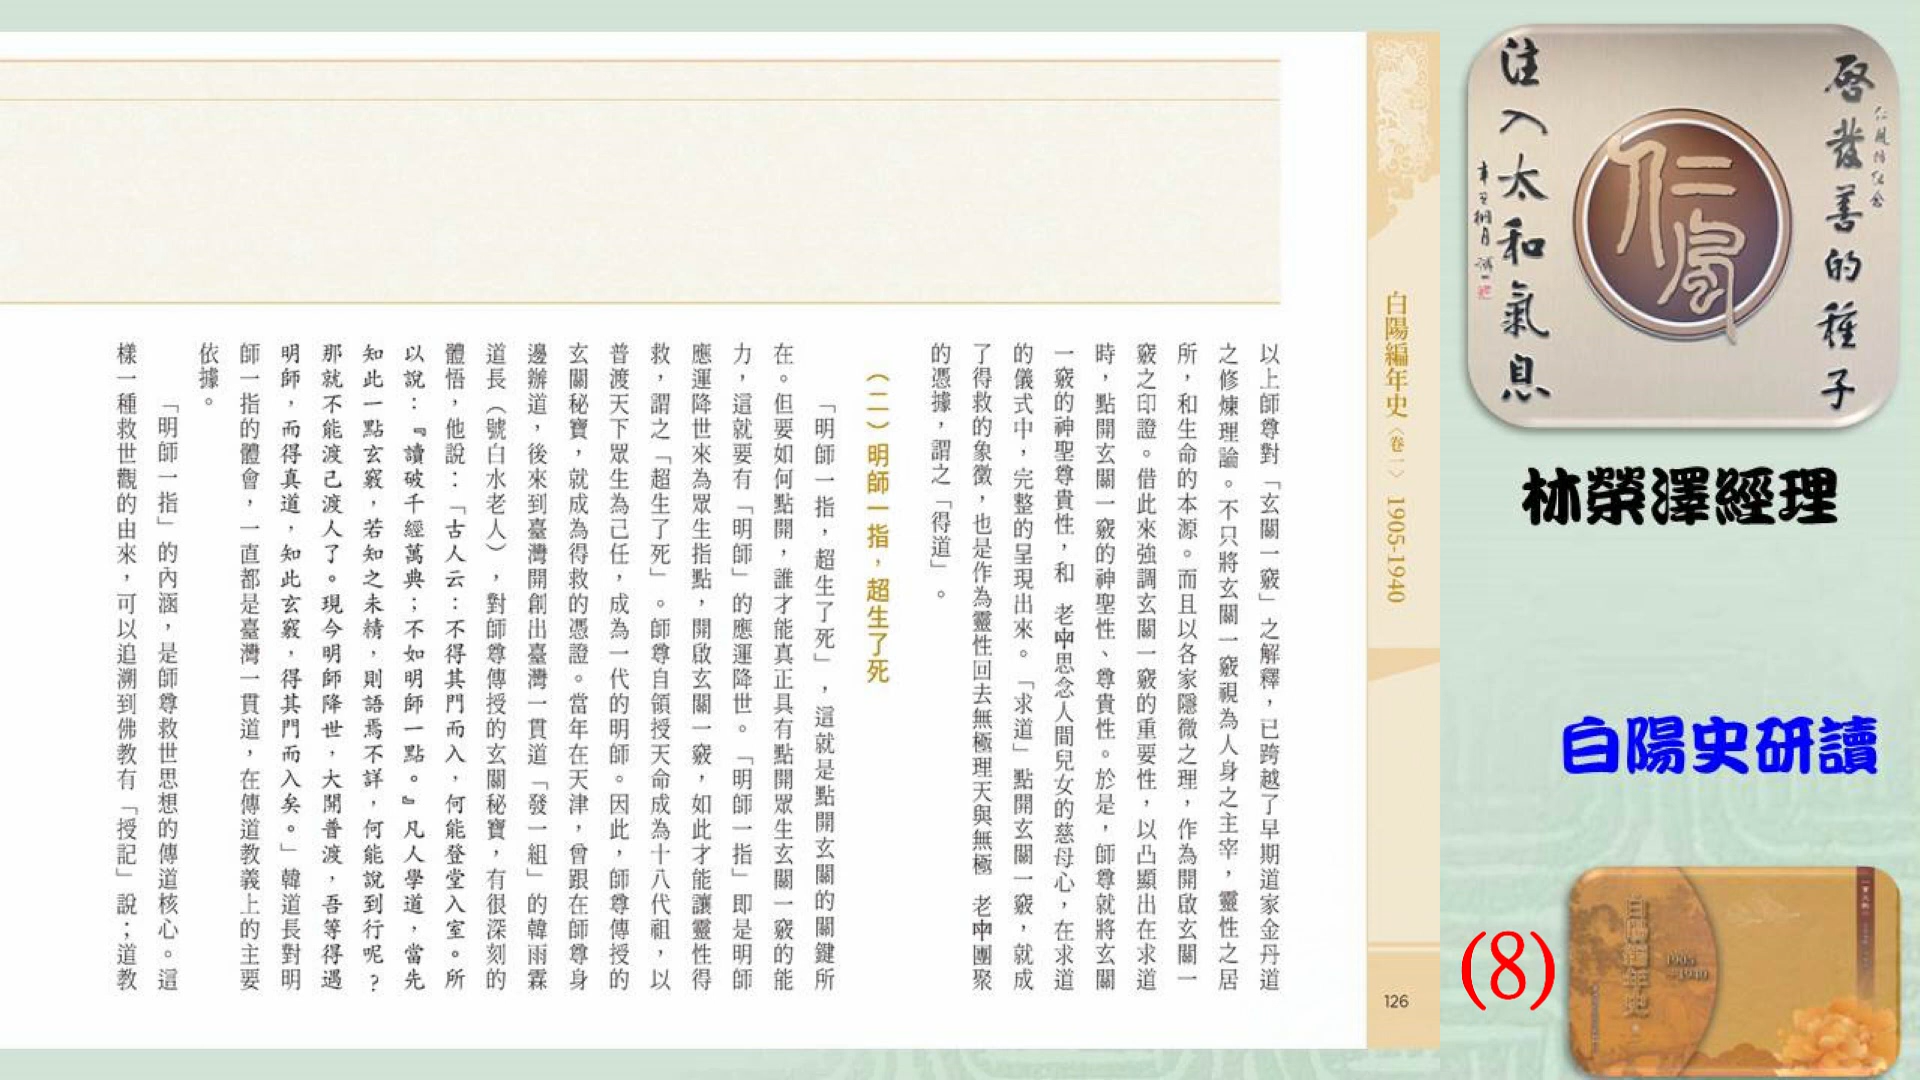 白陽編年史〈卷一〉 1905-1940
126
以上師尊對「玄關一竅」之解釋，已跨越了早期道家金丹道
之修煉理論。不只將玄關一竅視為人身之主宰，靈性之居
所，和生命的本源。而且以各家隱微之理，作為開啟玄關一
竅之印證。借此來強調玄關一竅的重要性，以凸顯出在求道
時，點開玄關一竅的神聖性、尊貴性。於是，師尊就將玄關
一竅的神聖尊貴性，和 老𰀁思念人間兒女的慈母心，在求道
的儀式中，完整的呈現出來。「求道」點開玄關一竅，就成
了得救的象徵，也是作為靈性回去無極理天與無極 老𰀁團聚
的憑據，謂之「得道」。
（二）明師一指，超生了死
「明師一指，超生了死」，這就是點開玄關的關鍵所
在。但要如何點開，誰才能真正具有點開眾生玄關一竅的能
力，這就要有「明師」的應運降世。「明師一指」即是明師
應運降世來為眾生指點，開啟玄關一竅，如此才能讓靈性得
救，謂之「超生了死」。師尊自領授天命成為十八代祖，以
普渡天下眾生為己任，成為一代的明師。因此，師尊傳授的
玄關秘寶，就成為得救的憑證。當年在天津，曾跟在師尊身
邊辦道，後來到臺灣開創出臺灣一貫道「發一組」的韓雨霖
道長（號白水老人），對師尊傳授的玄關秘寶，有很深刻的
體悟，他說：「古人云：不得其門而入，何能登堂入室。所
以說：『讀破千經萬典；不如明師一點。』凡人學道，當先
知此一點玄竅，若知之未精，則語焉不詳，何能說到行呢？
那就不能渡己渡人了。現今明師降世，大開普渡，吾等得遇
明師，而得真道，知此玄竅，得其門而入矣。」韓道長對明
師一指的體會，一直都是臺灣一貫道，在傳道教義上的主要
依據。
「明師一指」的內涵，是師尊救世思想的傳道核心。這
樣一種救世觀的由來，可以追溯到佛教有「授記」說；道教
啓發善的種子
注入太和氣息
仁風
林榮澤經理
白陽史研讀
(8)
白陽編年史
1905
-1940